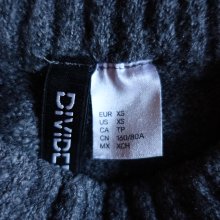 DIVIDED
EUR XS
US XS
CA TP
CN 160/80A
MX XCH